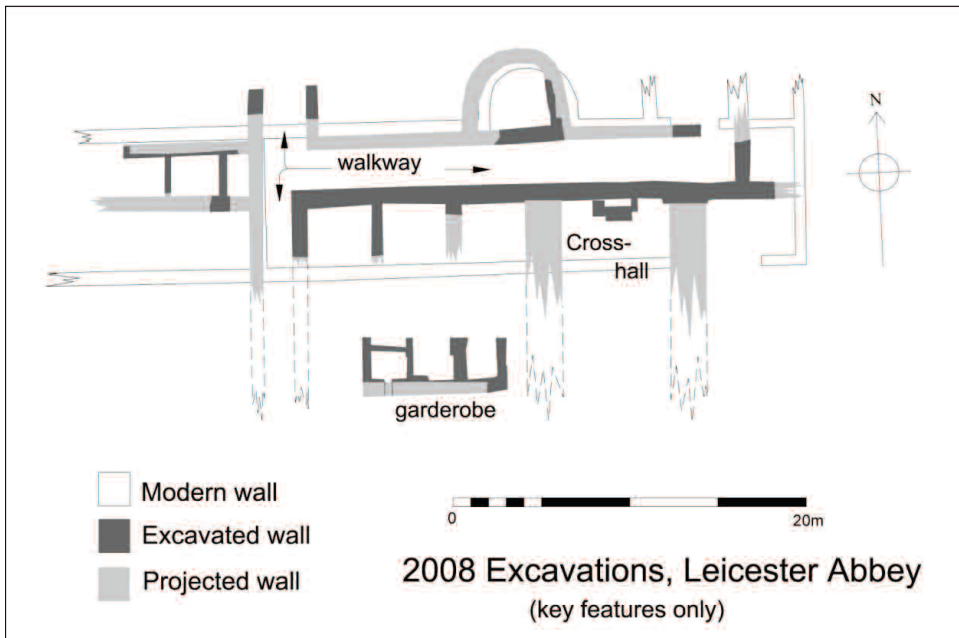 N
walkway
Cross-
hall
garderobe
Modern wall
Excavated wall
Projected wall
0 20m
2008 Excavations, Leicester Abbey
(key features only)